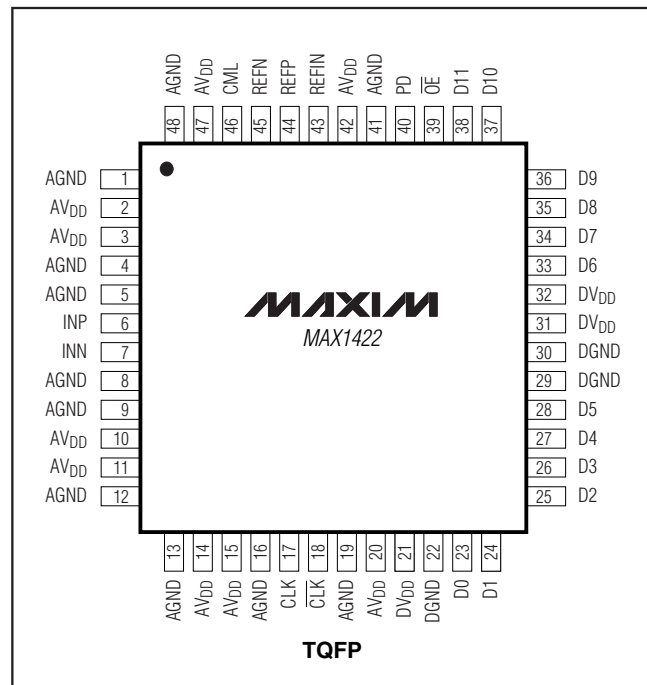 AGND
AVDD
CML
REFN
REFP
REFIN
AVDD
AGND
PD
OE
D11
D10
48
47
46
45
44
43
42
41
40
39
38
37
AGND 1
AVDD 2
AVDD 3
AGND 4
AGND 5
INP 6
INN 7
AGND 8
AGND 9
AVDD 10
AVDD 11
AGND 12
MAXIM
MAX1422
36 D9
35 D8
34 D7
33 D6
32 DVDD
31 DVDD
30 DGND
29 DGND
28 D5
27 D4
26 D3
25 D2
13
14
15
16
17
18
19
20
21
22
23
24
AGND
AVDD
AVDD
AGND
CLK
CLK
AGND
AVDD
DVDD
DGND
D0
D1
TQFP